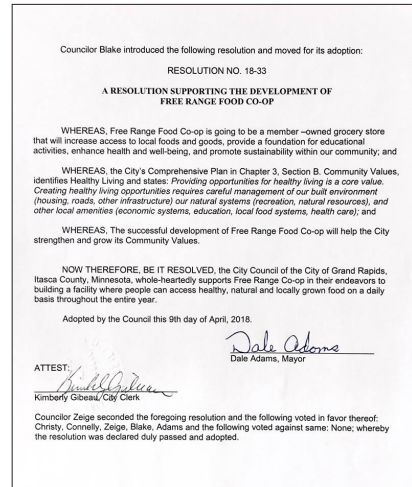 Councilor Blake introduced the following resolution and moved for its adoption:
RESOLUTION NO. 18-33
A RESOLUTION SUPPORTING THE DEVELOPMENT OF
FREE RANGE FOOD CO-OP
WHEREAS, Free Range Food Co-op is going to be a member –owned grocery store
that will increase access to local foods and goods, provide a foundation for educational
activities, enhance health and well-being, and promote sustainability within our community; and
WHEREAS, the City's Comprehensive Plan in Chapter 3, Section B. Community Values,
identifies Healthy Living and states: Providing opportunities for healthy living is a core value.
Creating healthy living opportunities requires careful management of our built environment
(housing, roads, other infrastructure) our natural systems (recreation, natural resources), and
other local amenities (economic systems, education, local food systems, health care); and
WHEREAS, The successful development of Free Range Food Co-op will help the City
strengthen and grow its Community Values.
NOW THEREFORE, BE IT RESOLVED, the City Council of the City of Grand Rapids,
Itasca County, Minnesota, whole-heartedly supports Free Range Co-op in their endeavors to
building a facility where people can access healthy, natural and locally grown food on a daily
basis throughout the entire year.
Adopted by the Council this 9th day of April, 2018.
Dale Adams
Dale Adams, Mayor
ATTEST:
Kimberly Gibeau
Kimberly Gibeau, City Clerk
Councilor Zeige seconded the foregoing resolution and the following voted in favor thereof:
Christy, Connelly, Zeige, Blake, Adams and the following voted against same: None; whereby
the resolution was declared duly passed and adopted.